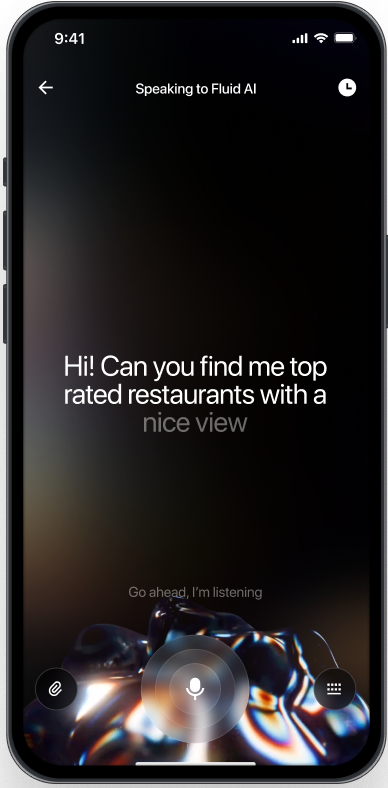 9:41
Speaking to Fluid AI
Hi! Can you find me top
rated restaurants with a
nice view
Go ahead, I'm listening